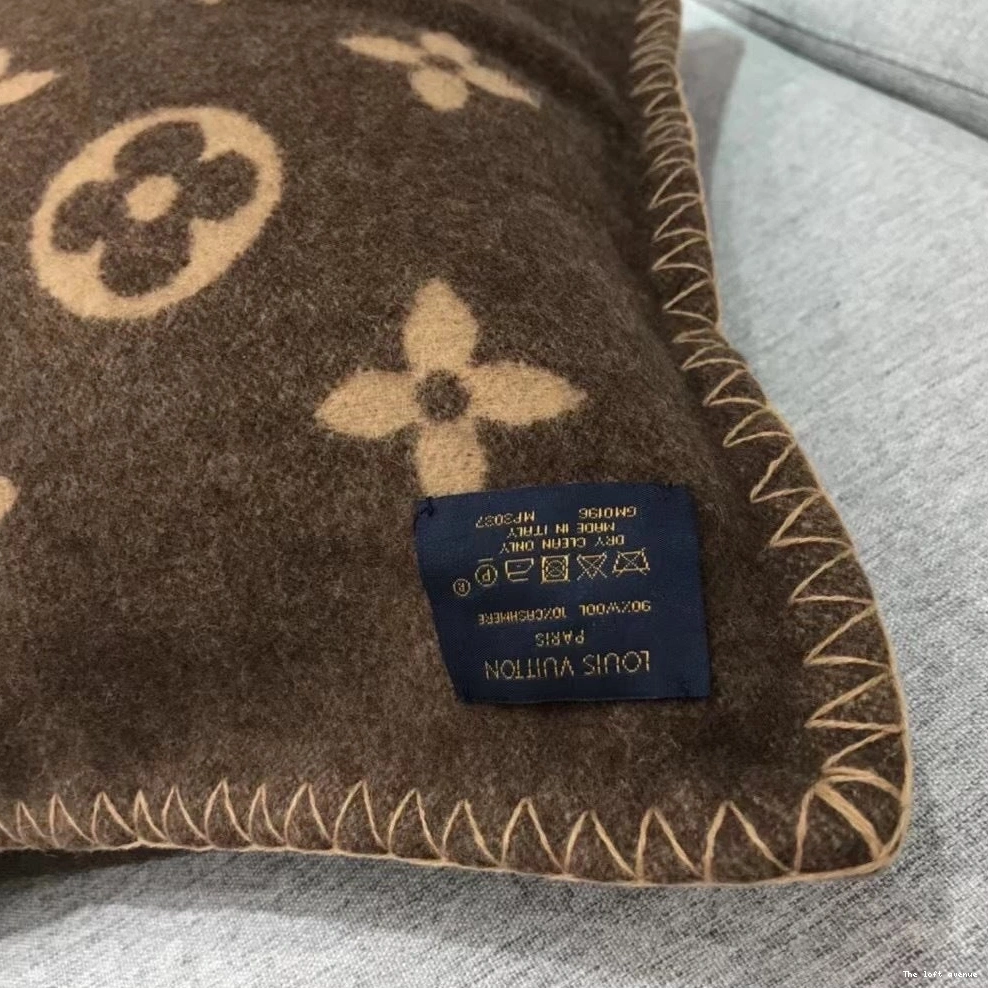 LOUIS VUITTON
PARIS
90%WOOL 10%CASHMERE
P ®
DRY CLEAN ONLY
MADE IN ITALY
GM0196 MP3037
The loft avenue